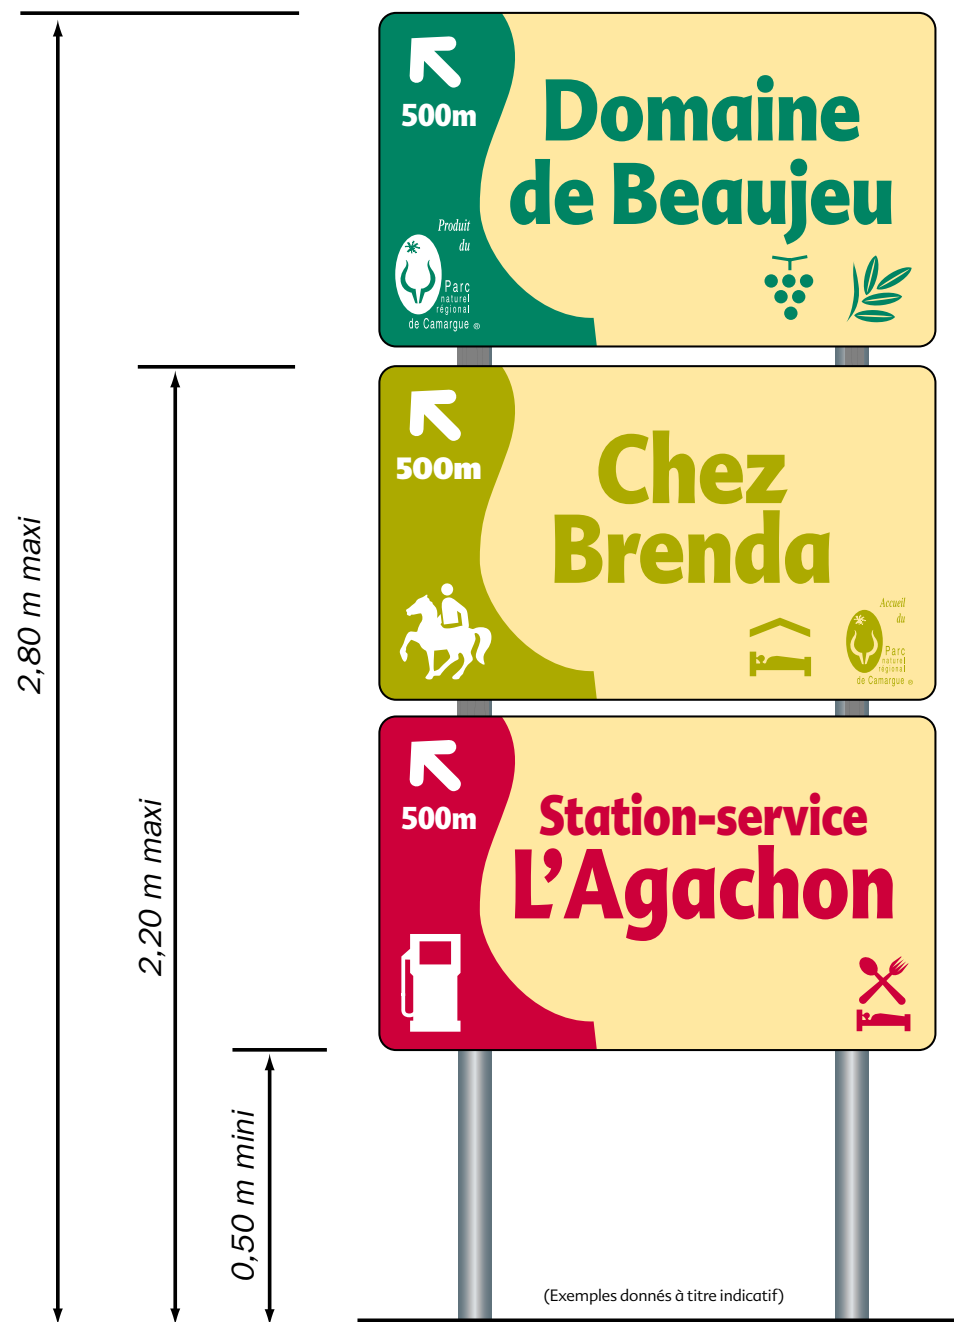 500m
Domaine
de Beaujeu
Produit
du
Parc
naturel
régional
de Camargue ®
500m
Chez
Brenda
Accueil
du
Parc
naturel
régional
de Camargue ®
500m
Station-service
L’Agachon
2,80 m maxi
2,20 m maxi
0,50 m mini
(Exemples donnés à titre indicatif)